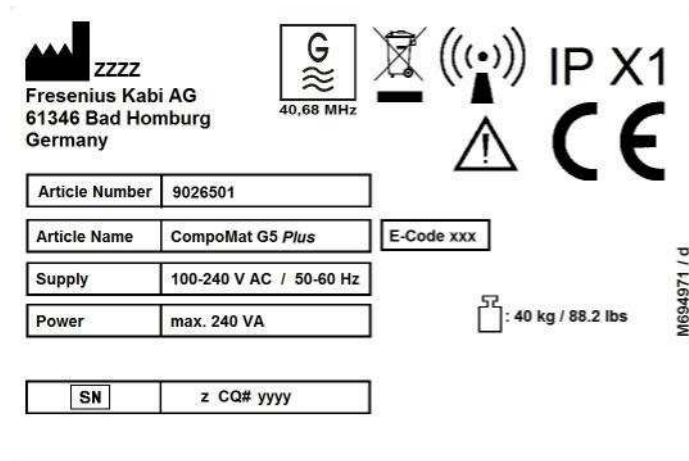 ZZZZ
Fresenius Kabi AG
61346 Bad Homburg
Germany
G
40,68 MHz
IP X1
CE
Article Number 9026501
Article Name CompoMat G5 Plus
E-Code xxx
Supply 100-240 V AC / 50-60 Hz
Power max. 240 VA
: 40 kg / 88.2 lbs
SN z CQ# yyyy
M694971 / d